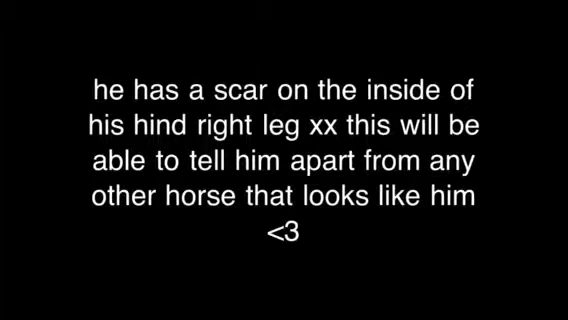 he has a scar on the inside of
his hind right leg xx this will be
able to tell him apart from any
other horse that looks like him
<3